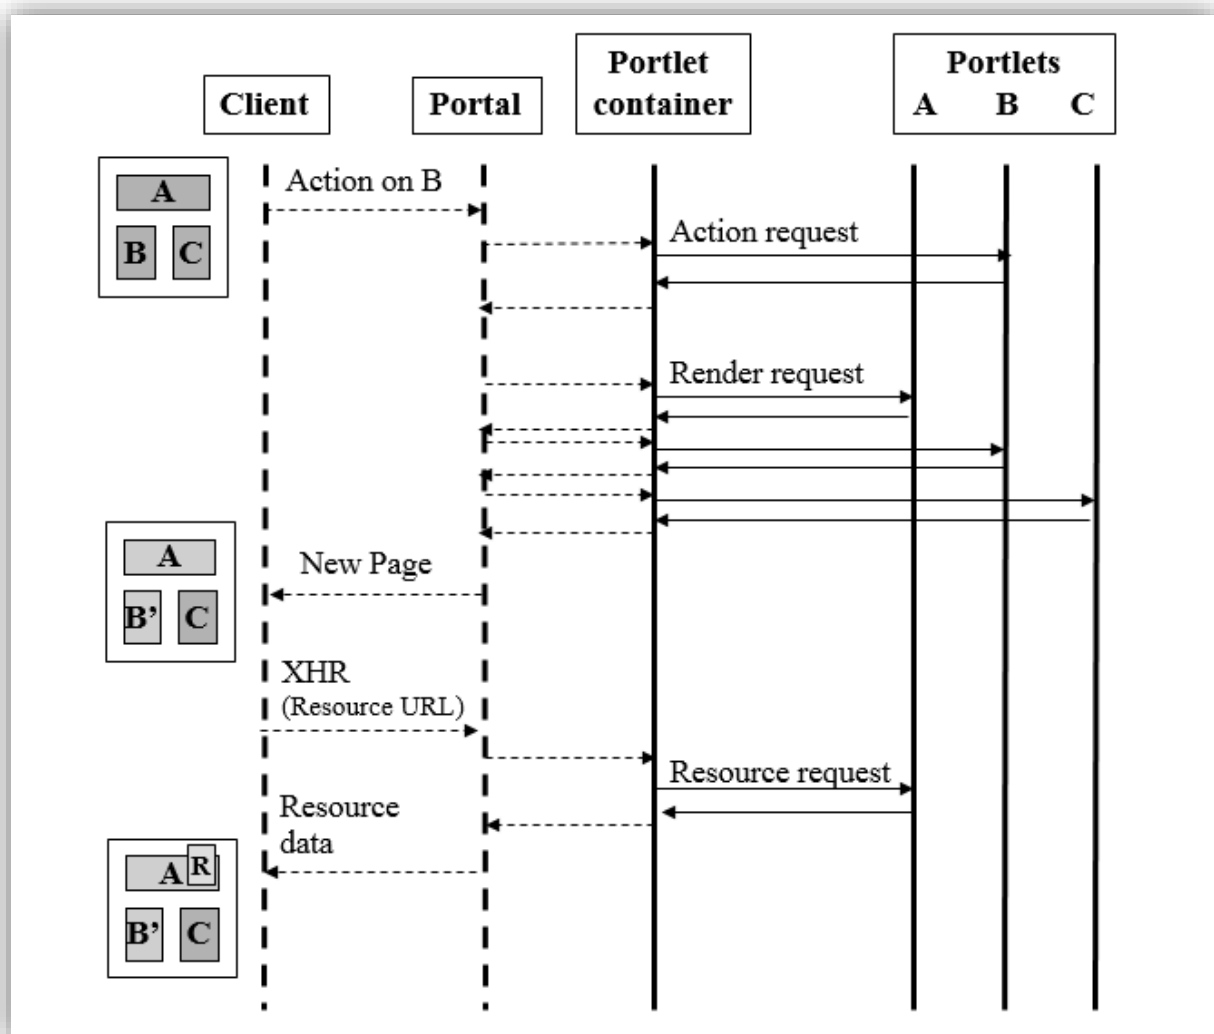 Client
Portal
Portlet
container
Portlets
A B C
A
B C
Action on B
Action request
Render request
A
B’ C
New Page
XHR
(Resource URL)
Resource request
Resource
data
A R
B’ C